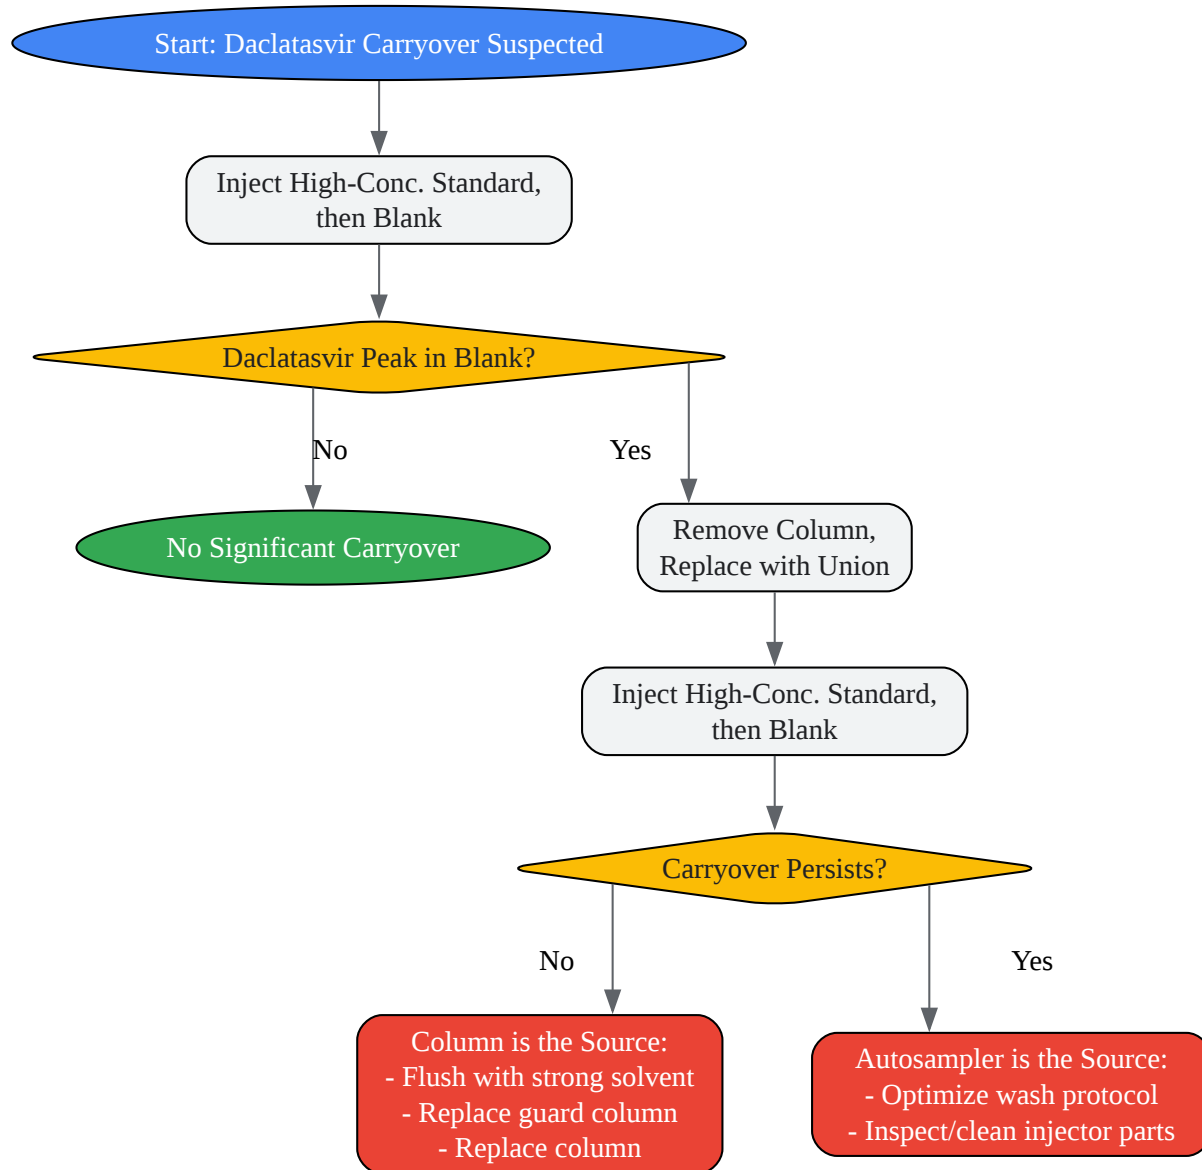 Start: Daclatasvir Carryover Suspected
Inject High-Conc. Standard,
then Blank
Daclatasvir Peak in Blank?
No
Yes
No Significant Carryover
Remove Column,
Replace with Union
Inject High-Conc. Standard,
then Blank
Carryover Persists?
No
Yes
Column is the Source:
- Flush with strong solvent
- Replace guard column
- Replace column
Autosampler is the Source:
- Optimize wash protocol
- Inspect/clean injector parts